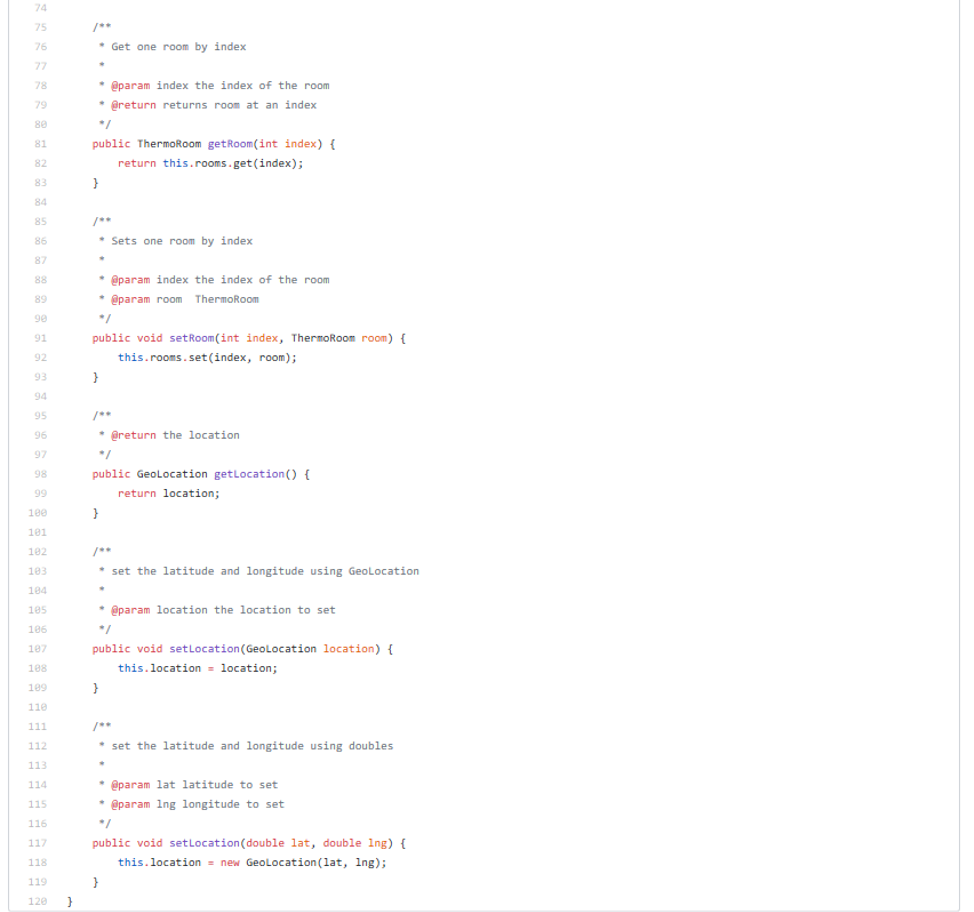 74
75 /**
76 * Get one room by index
77 *
78 * @param index the index of the room
79 * @return returns room at an index
80 */
81 public ThermoRoom getRoom(int index) {
82 return this.rooms.get(index);
83 }
84
85 /**
86 * Sets one room by index
87 *
88 * @param index the index of the room
89 * @param room  ThermoRoom
90 */
91 public void setRoom(int index, ThermoRoom room) {
92 this.rooms.set(index, room);
93 }
94
95 /**
96 * @return the location
97 */
98 public GeoLocation getLocation() {
99 return location;
100 }
101
102 /**
103 * set the latitude and longitude using GeoLocation
104 *
105 * @param location the location to set
106 */
107 public void setLocation(GeoLocation location) {
108 this.location = location;
109 }
110
111 /**
112 * set the latitude and longitude using doubles
113 *
114 * @param lat latitude to set
115 * @param lng longitude to set
116 */
117 public void setLocation(double lat, double lng) {
118 this.location = new GeoLocation(lat, lng);
119 }
120 }